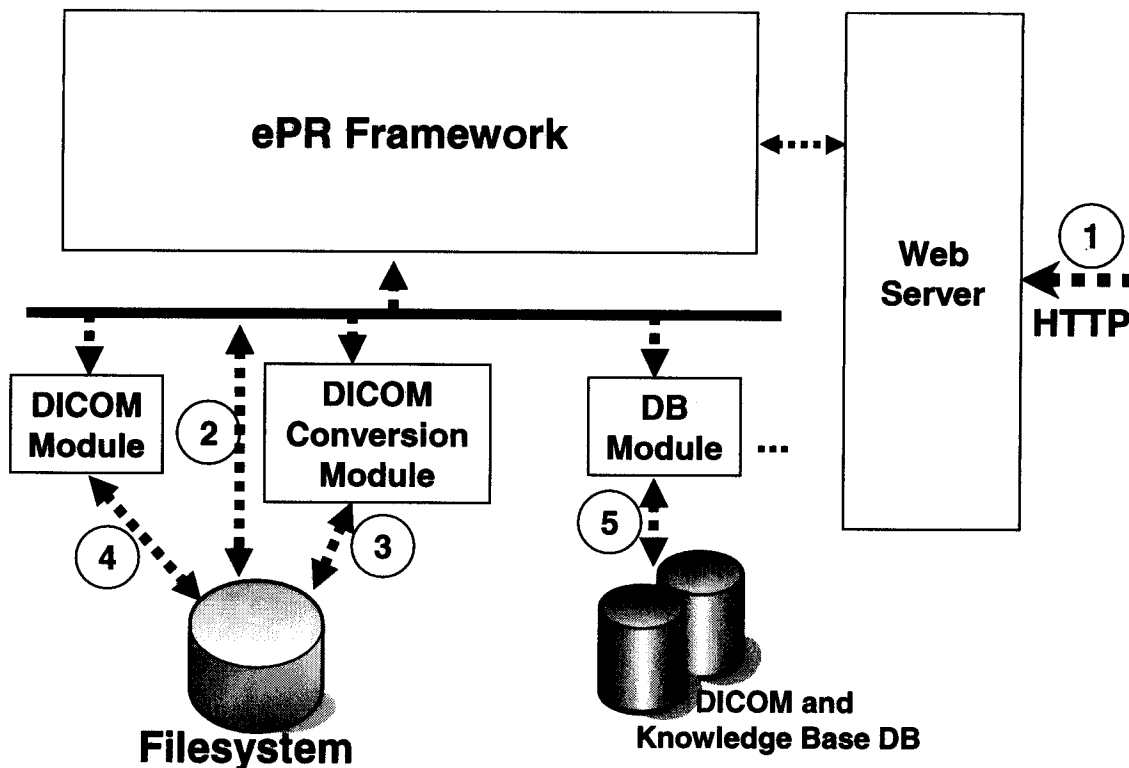 ePR Framework
Web
Server
1
HTTP
DICOM
Module
2
DICOM
Conversion
Module
DB
Module
...
4
3
5
Filesystem
DICOM and
Knowledge Base DB